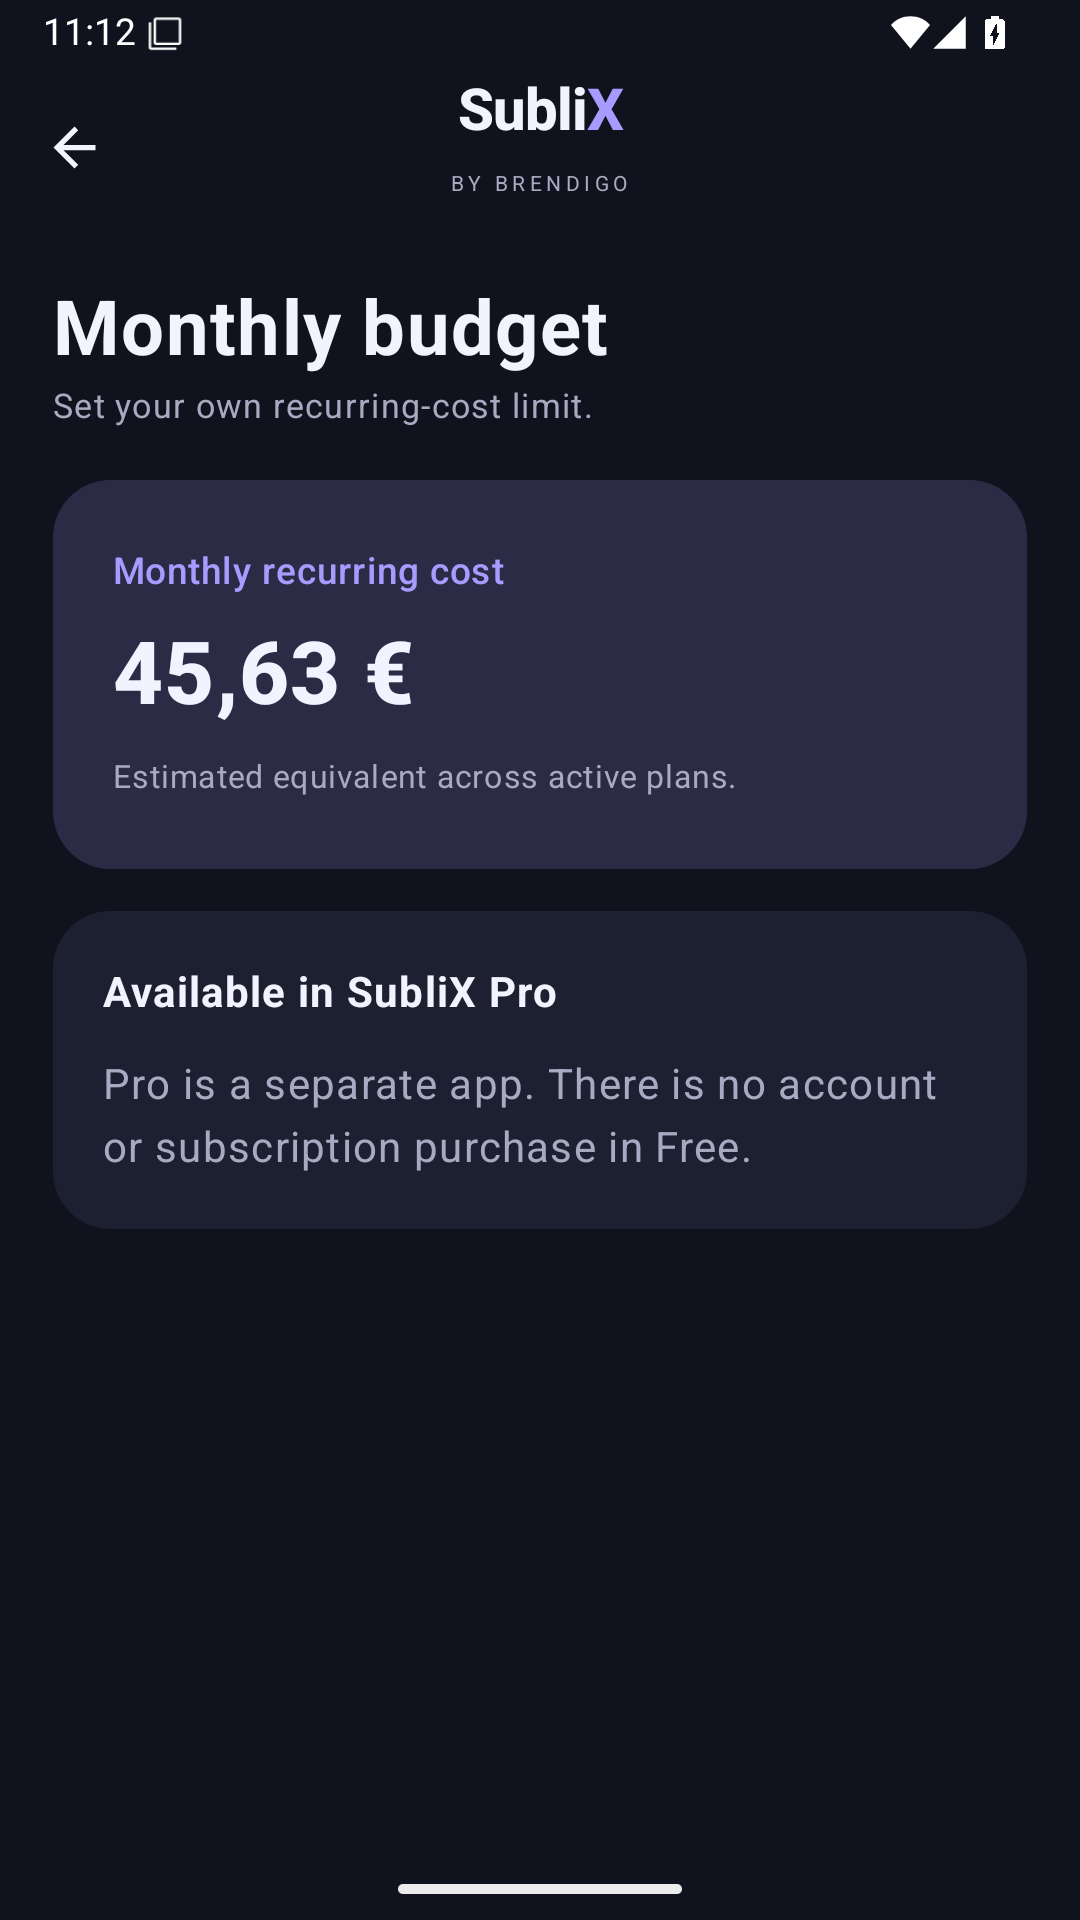 11:12
SubliX
BY BRENDIGO
Monthly budget
Set your own recurring-cost limit.
Monthly recurring cost
45,63 €
Estimated equivalent across active plans.
Available in SubliX Pro
Pro is a separate app. There is no account
or subscription purchase in Free.